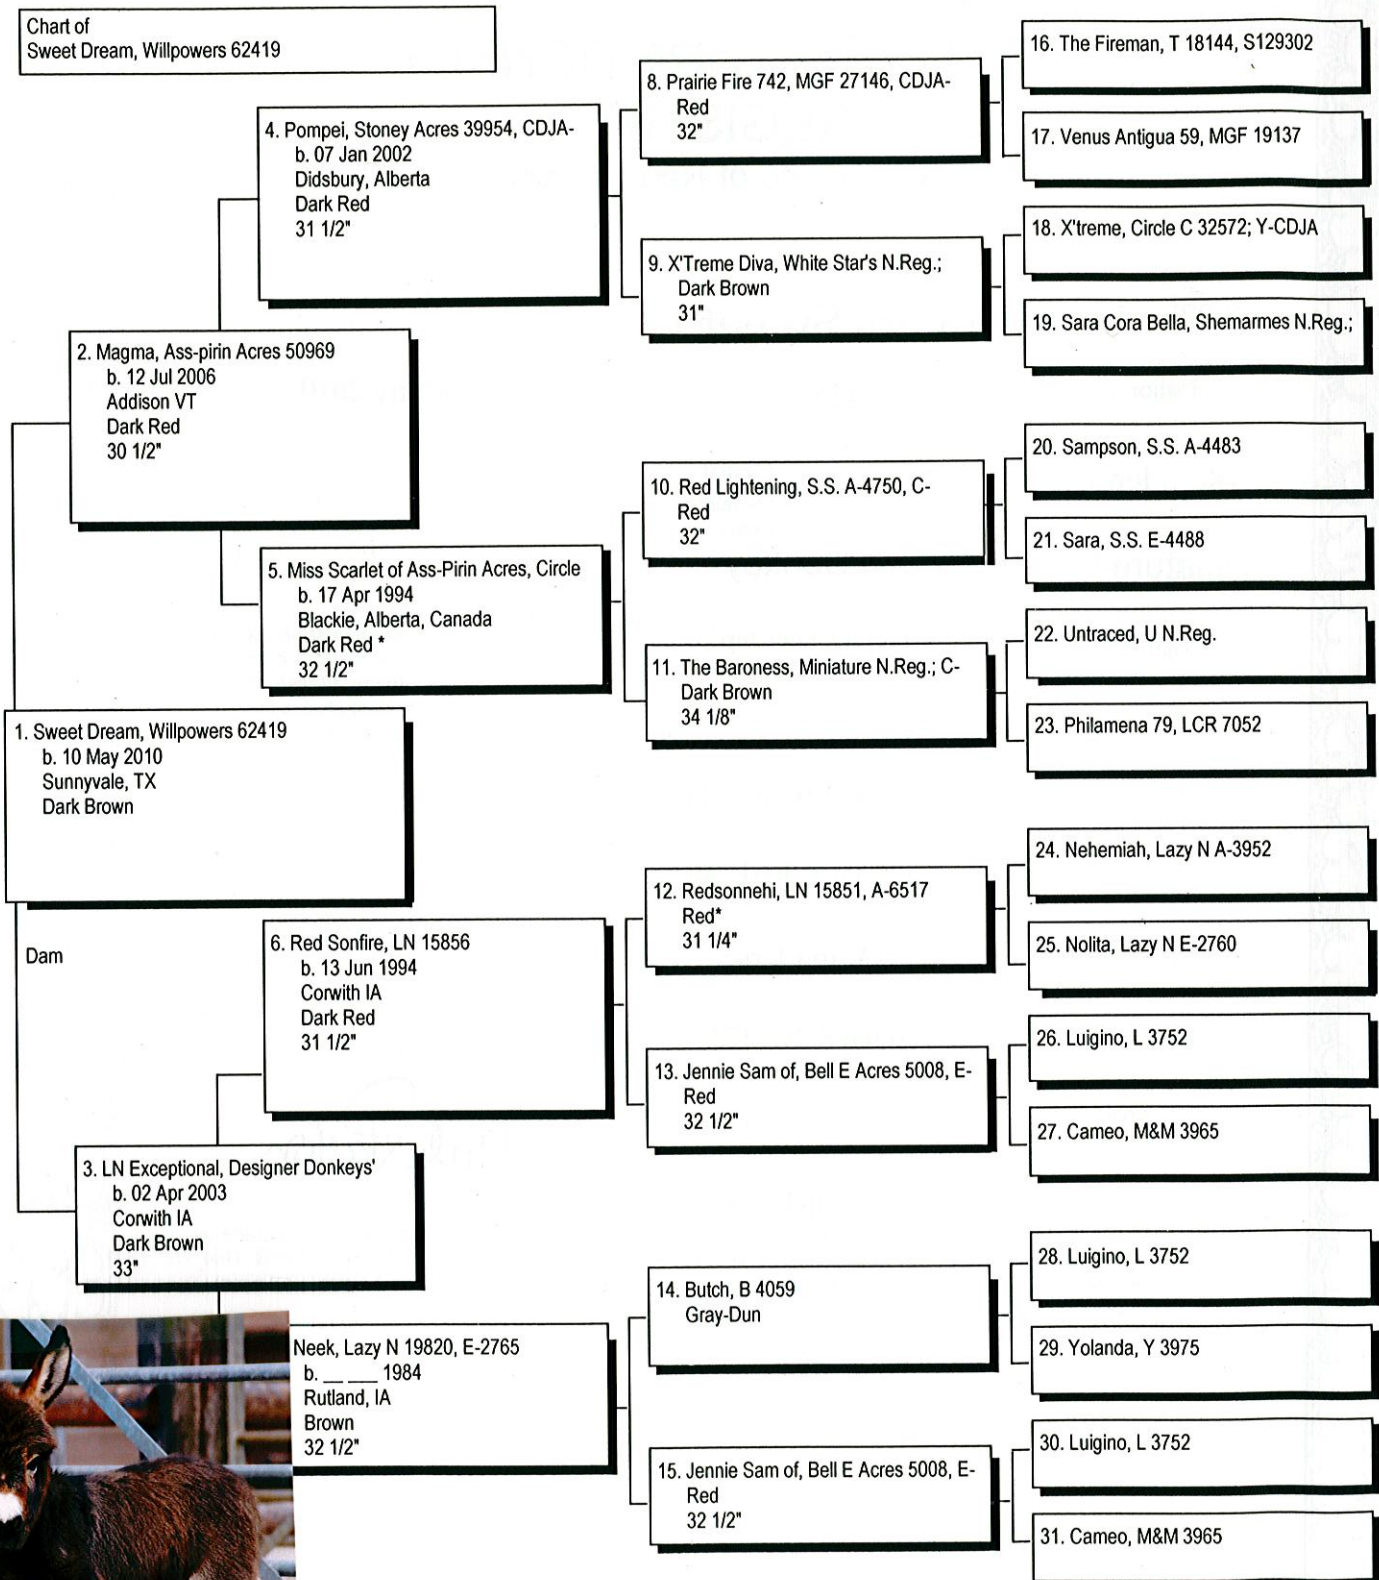 Chart of
Sweet Dream, Willpowers 62419
1. Sweet Dream, Willpowers 62419
b. 10 May 2010
Sunnyvale, TX
Dark Brown
Dam
2. Magma, Ass-pirin Acres 50969
b. 12 Jul 2006
Addison VT
Dark Red
30 1/2"
3. LN Exceptional, Designer Donkeys'
b. 02 Apr 2003
Corwith IA
Dark Brown
33"
4. Pompei, Stoney Acres 39954, CDJA-
b. 07 Jan 2002
Didsbury, Alberta
Dark Red
31 1/2"
5. Miss Scarlet of Ass-Pirin Acres, Circle
b. 17 Apr 1994
Blackie, Alberta, Canada
Dark Red *
32 1/2"
6. Red Sonfire, LN 15856
b. 13 Jun 1994
Corwith IA
Dark Red
31 1/2"
Neek, Lazy N 19820, E-2765
b. __ ___ 1984
Rutland, IA
Brown
32 1/2"
8. Prairie Fire 742, MGF 27146, CDJA-
Red
32"
9. X'Treme Diva, White Star's N.Reg.;
Dark Brown
31"
10. Red Lightening, S.S. A-4750, C-
Red
32"
11. The Baroness, Miniature N.Reg.; C-
Dark Brown
34 1/8"
12. Redsonnehi, LN 15851, A-6517
Red*
31 1/4"
13. Jennie Sam of, Bell E Acres 5008, E-
Red
32 1/2"
14. Butch, B 4059
Gray-Dun
15. Jennie Sam of, Bell E Acres 5008, E-
Red
32 1/2"
16. The Fireman, T 18144, S129302
17. Venus Antigua 59, MGF 19137
18. X'treme, Circle C 32572; Y-CDJA
19. Sara Cora Bella, Shemarmes N.Reg.;
20. Sampson, S.S. A-4483
21. Sara, S.S. E-4488
22. Untraced, U N.Reg.
23. Philamena 79, LCR 7052
24. Nehemiah, Lazy N A-3952
25. Nolita, Lazy N E-2760
26. Luigino, L 3752
27. Cameo, M&M 3965
28. Luigino, L 3752
29. Yolanda, Y 3975
30. Luigino, L 3752
31. Cameo, M&M 3965